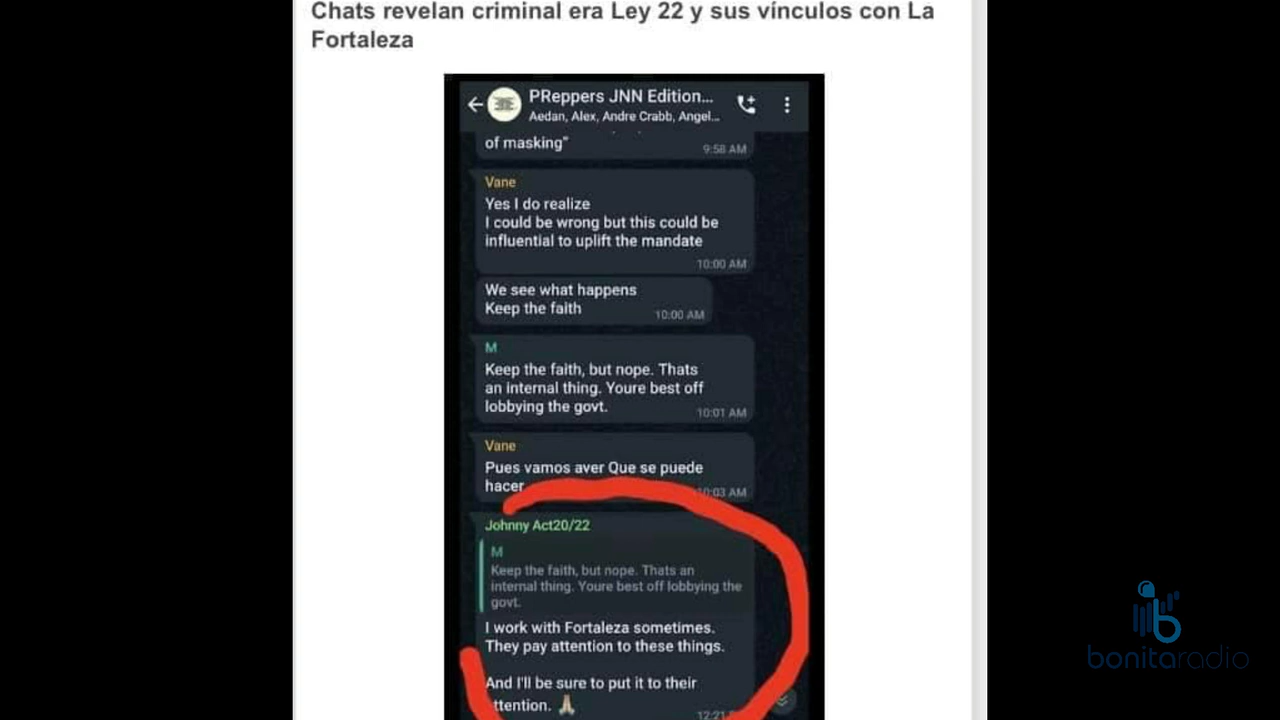 Chats revelan criminal era Ley 22 y sus vínculos con La
Fortaleza
PReppers JNN Edition...
Aedan, Alex, Andre Crabb, Angel...
of masking"
9:58 AM
Vane
Yes I do realize
I could be wrong but this could be
influential to uplift the mandate
10:00 AM
We see what happens
Keep the faith
10:00 AM
M
Keep the faith, but nope. Thats
an internal thing. Youre best off
lobbying the govt.
10:01 AM
Vane
Pues vamos aver Que se puede
hacer
10:03 AM
Johnny Act20/22
M
Keep the faith, but nope. Thats an
internal thing. Youre best off lobbying the
govt.
I work with Fortaleza sometimes.
They pay attention to these things.
And I'll be sure to put it to their
ttention. 🙏🏼
12:21
bonitaradio